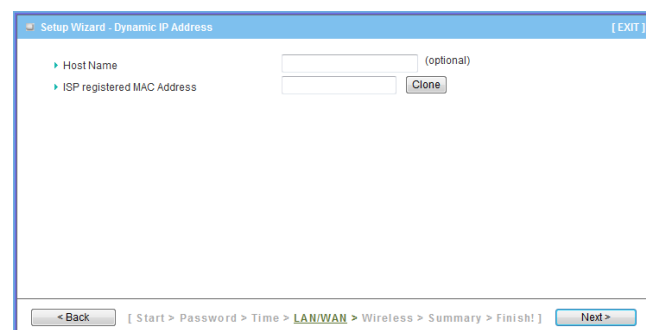 Setup Wizard - Dynamic IP Address [ EXIT ]
Host Name (optional)
ISP registered MAC Address Clone
< Back [ Start > Password > Time > LAN/WAN > Wireless > Summary > Finish! ] Next >